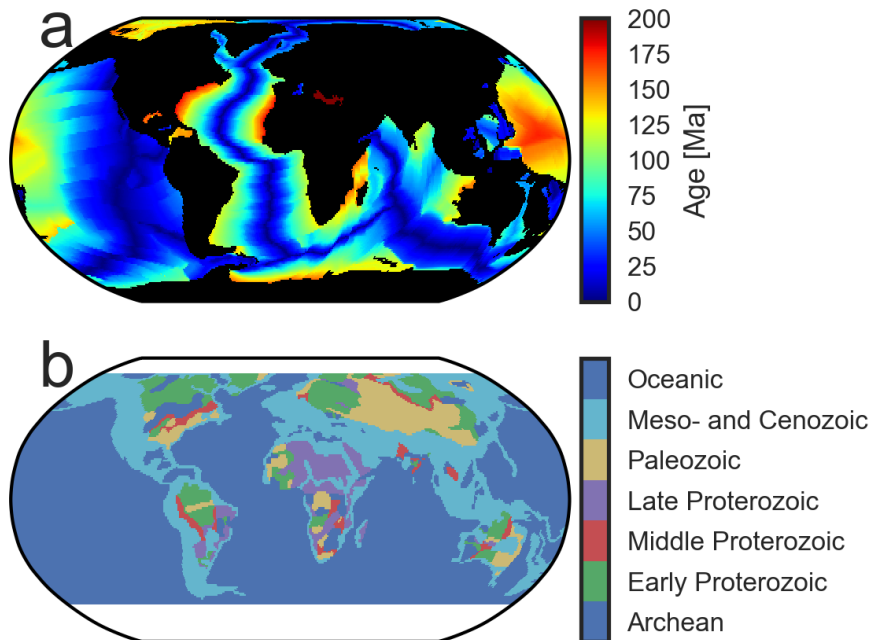 a
200
175
150
125
100
75
50
25
0
Age [Ma]
b
Oceanic
Meso- and Cenozoic
Paleozoic
Late Proterozoic
Middle Proterozoic
Early Proterozoic
Archean